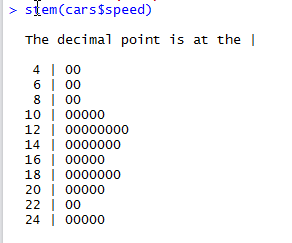 > stem(cars$speed)
The decimal point is at the |
4 | 00
6 | 00
8 | 00
10 | 00000
12 | 00000000
14 | 0000000
16 | 00000
18 | 0000000
20 | 00000
22 | 00
24 | 00000